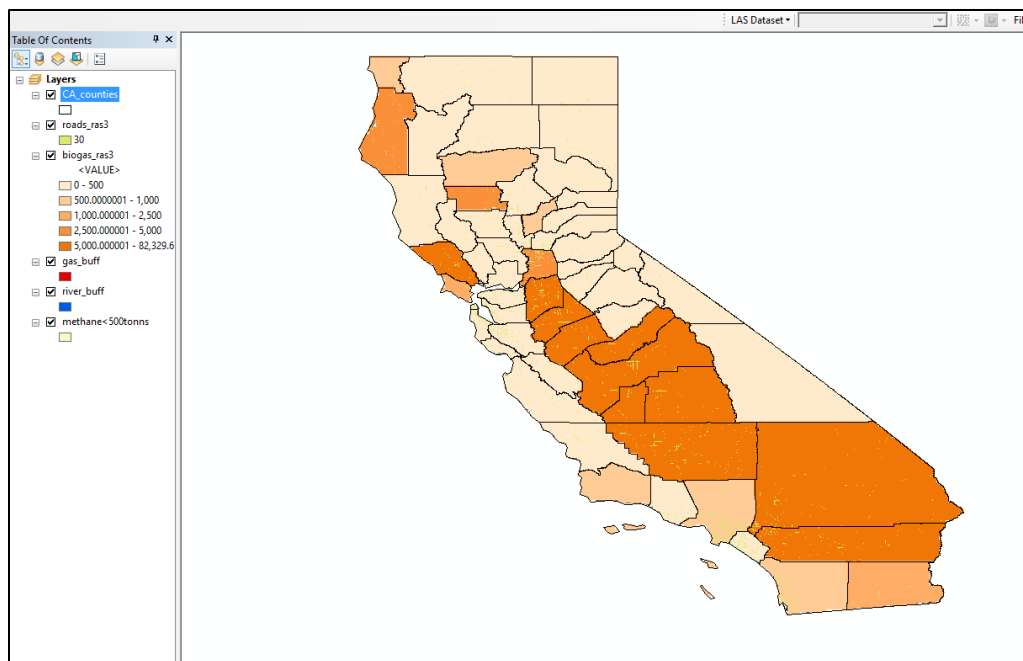 LAS Dataset
Fil
Table Of Contents
Layers
CA_counties
roads_ras3
30
biogas_ras3
<VALUE>
0 - 500
500.0000001 - 1,000
1,000.000001 - 2,500
2,500.000001 - 5,000
5,000.000001 - 82,329.6
gas_buff
river_buff
methane<500tonns